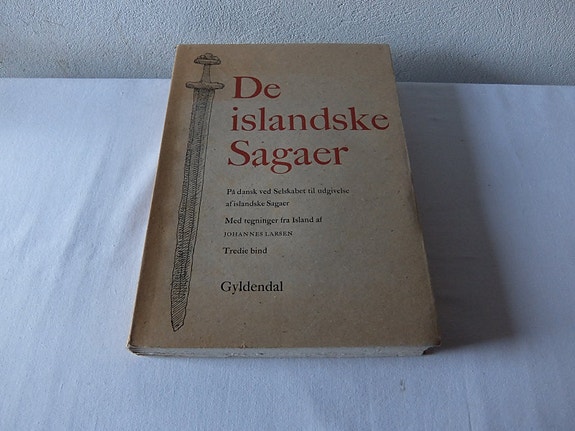 De
islandske
Sagaer
På dansk ved Selskabet til udgivelse
af islandske Sagaer
Med tegninger fra Island af
JOHANNES LARSEN
Tredie bind
Gyldendal